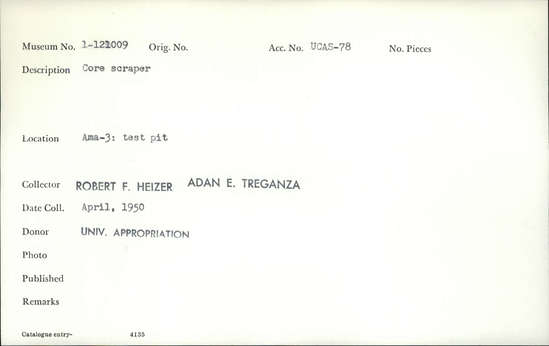 Museum No. 1-121009 Orig. No. Acc. No. UCAS-78 No. Pieces
Description Core scraper
Location Ama-3: test pit
Collector ROBERT F. HEIZER ADAN E. TREGANZA
Date Coll. April, 1950
Donor UNIV. APPROPRIATION
Photo
Published
Remarks
Catalogue entry- 4155